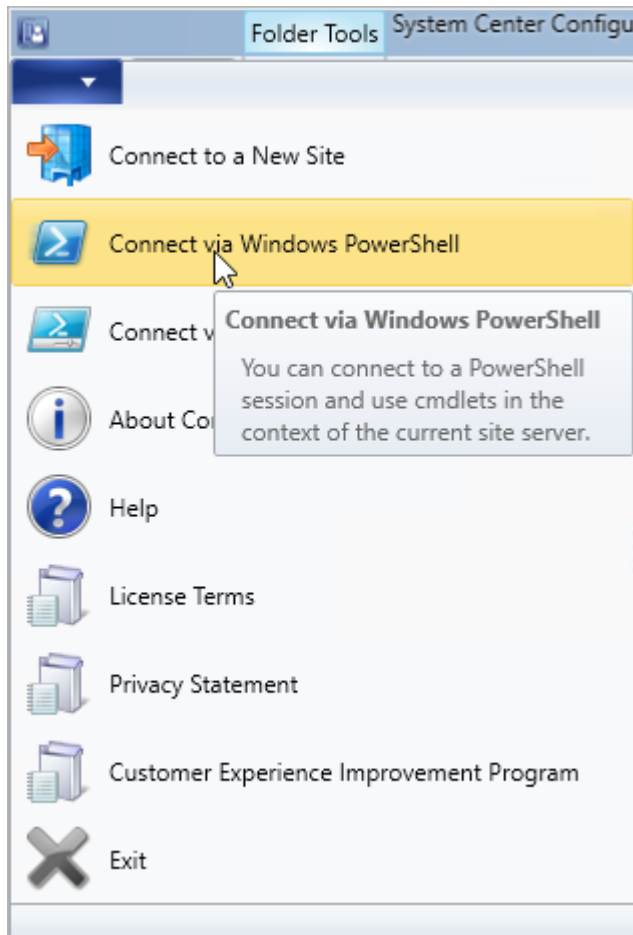 Folder Tools System Center Configu
Connect to a New Site
Connect via Windows PowerShell
Connect v
Connect via Windows PowerShell
You can connect to a PowerShell
session and use cmdlets in the
context of the current site server.
About Co
Help
License Terms
Privacy Statement
Customer Experience Improvement Program
Exit